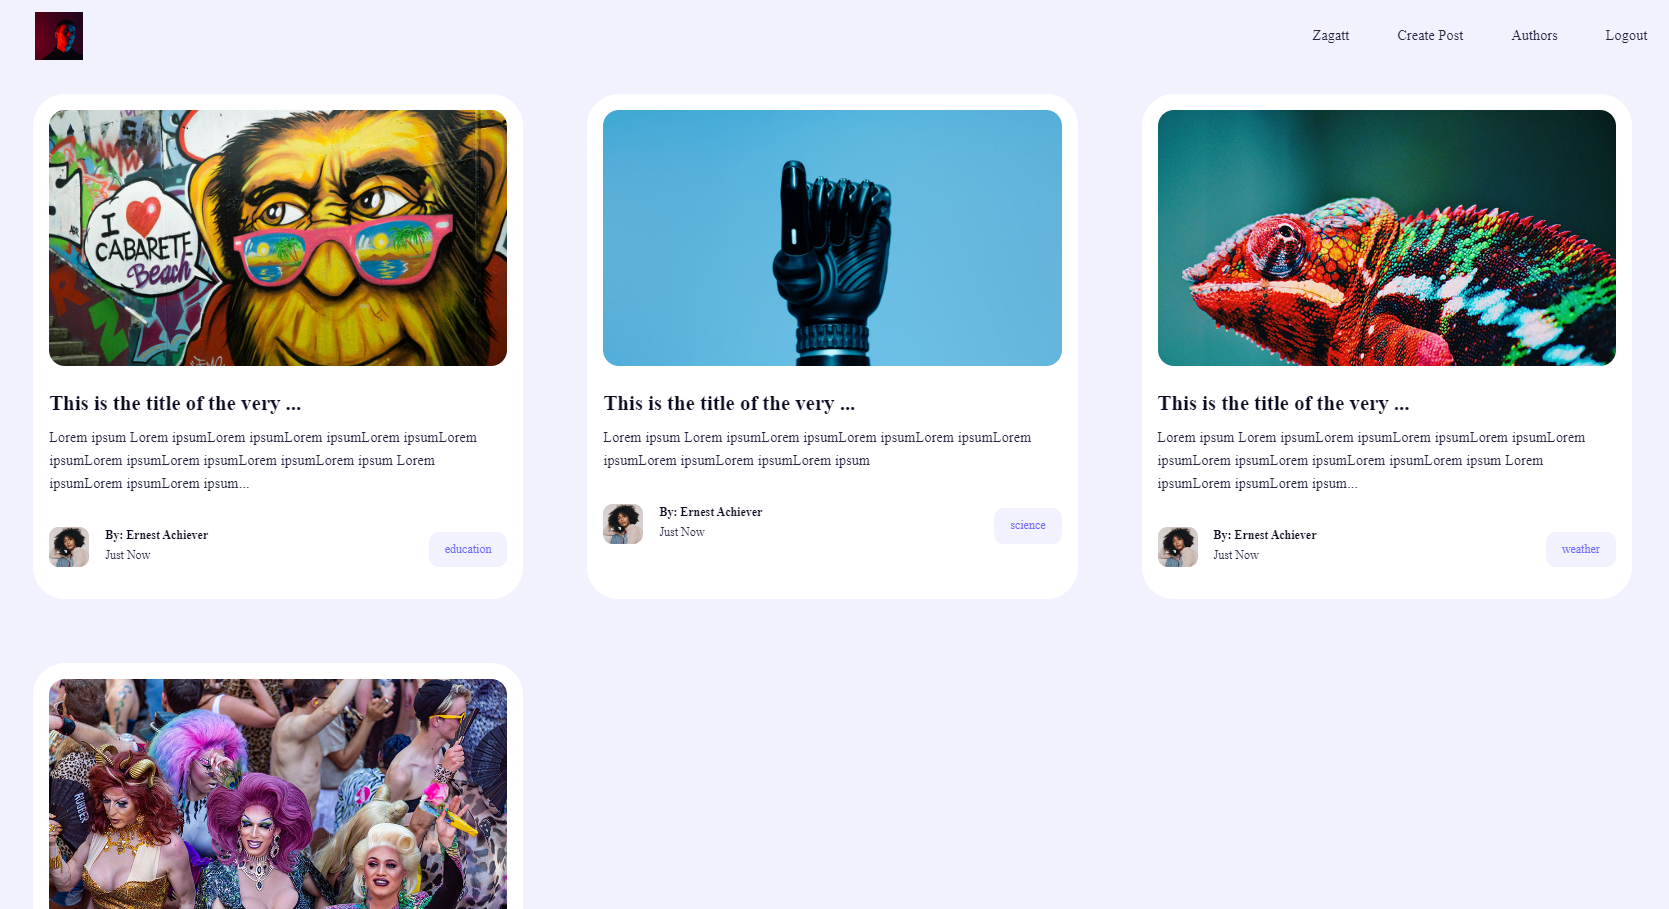 Zagatt
Create Post
Authors
Logout
I ❤
CABARETE
Beach
This is the title of the very ...
Lorem ipsum Lorem ipsumLorem ipsumLorem ipsumLorem ipsumLorem
ipsumLorem ipsumLorem ipsumLorem ipsumLorem ipsum Lorem
ipsumLorem ipsumLorem ipsum...
By: Ernest Achiever
Just Now
education
This is the title of the very ...
Lorem ipsum Lorem ipsumLorem ipsumLorem ipsumLorem ipsumLorem
ipsumLorem ipsumLorem ipsumLorem ipsum
By: Ernest Achiever
Just Now
science
This is the title of the very ...
Lorem ipsum Lorem ipsumLorem ipsumLorem ipsumLorem ipsumLorem
ipsumLorem ipsumLorem ipsumLorem ipsumLorem ipsum Lorem
ipsumLorem ipsumLorem ipsum...
By: Ernest Achiever
Just Now
weather